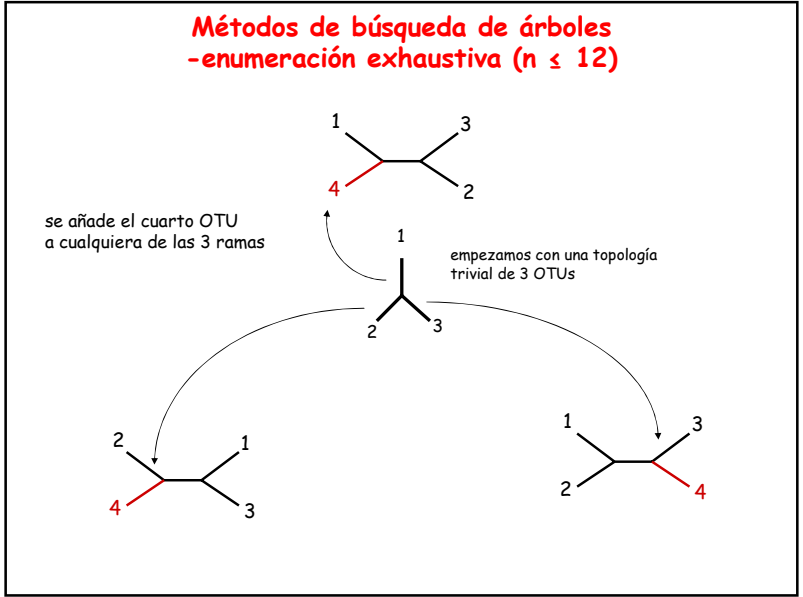 Métodos de búsqueda de árboles
-enumeración exhaustiva (n ≤ 12)
1
3
4
2
se añade el cuarto OTU
a cualquiera de las 3 ramas
1
empezamos con una topología
trivial de 3 OTUs
2
3
2
1
4
3
1
3
2
4